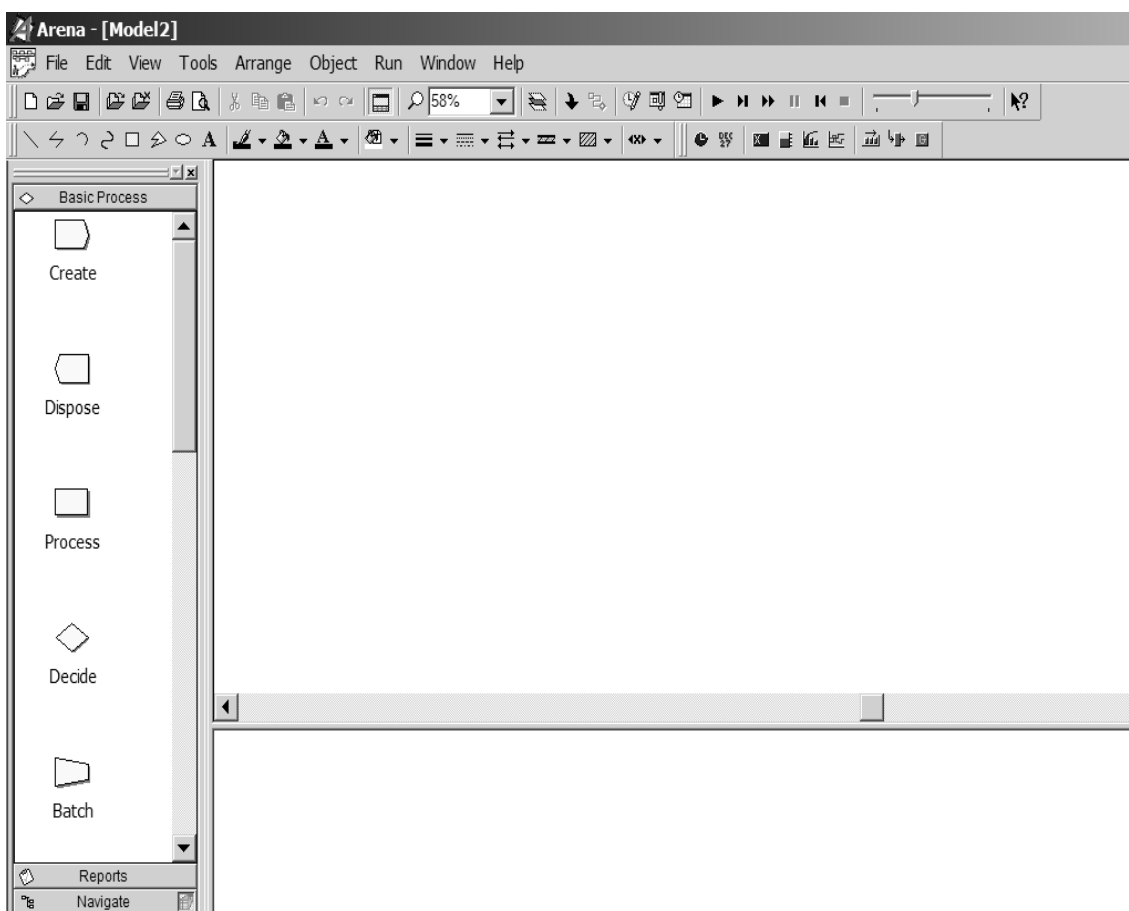 Arena - [Model2]
File Edit View Tools Arrange Object Run Window Help
58%
A A
Basic Process
Create
Dispose
Process
Decide
Batch
Reports
Navigate